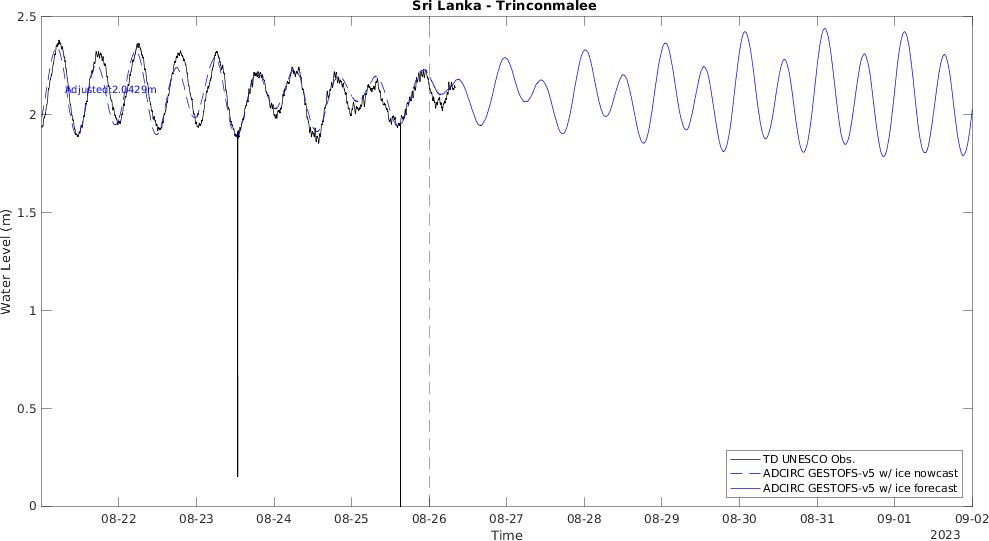 Sri Lanka - Trinconmalee
2.5
2
1.5
1
0.5
0
Water Level (m)
Adjusted:2.0429m
TD UNESCO Obs.
ADCIRC GESTOFS-v5 w/ ice nowcast
ADCIRC GESTOFS-v5 w/ ice forecast
08-22 08-23 08-24 08-25 08-26 08-27 08-28 08-29 08-30 08-31 09-01 09-02
Time
2023